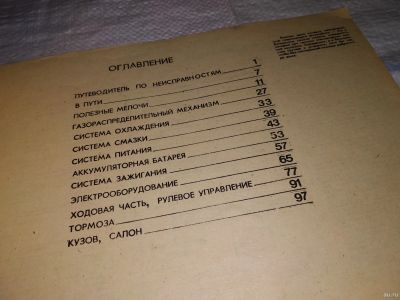 ОГЛАВЛЕНИЕ
ПУТЕВОДИТЕЛЬ ПО НЕИСПРАВНОСТЯМ 1
В ПУТИ 7
ПОЛЕЗНЫЕ МЕЛОЧИ 11
ГАЗОРАСПРЕДЕЛИТЕЛЬНЫЙ МЕХАНИЗМ 27
СИСТЕМА ОХЛАЖДЕНИЯ 33
СИСТЕМА СМАЗКИ 39
СИСТЕМА ПИТАНИЯ 43
АККУМУЛЯТОРНАЯ БАТАРЕЯ 53
СИСТЕМА ЗАЖИГАНИЯ 57
ЭЛЕКТРООБОРУДОВАНИЕ 65
ХОДОВАЯ ЧАСТЬ, РУЛЕВОЕ УПРАВЛЕНИЕ 77
ТОРМОЗА 91
КУЗОВ, САЛОН 97